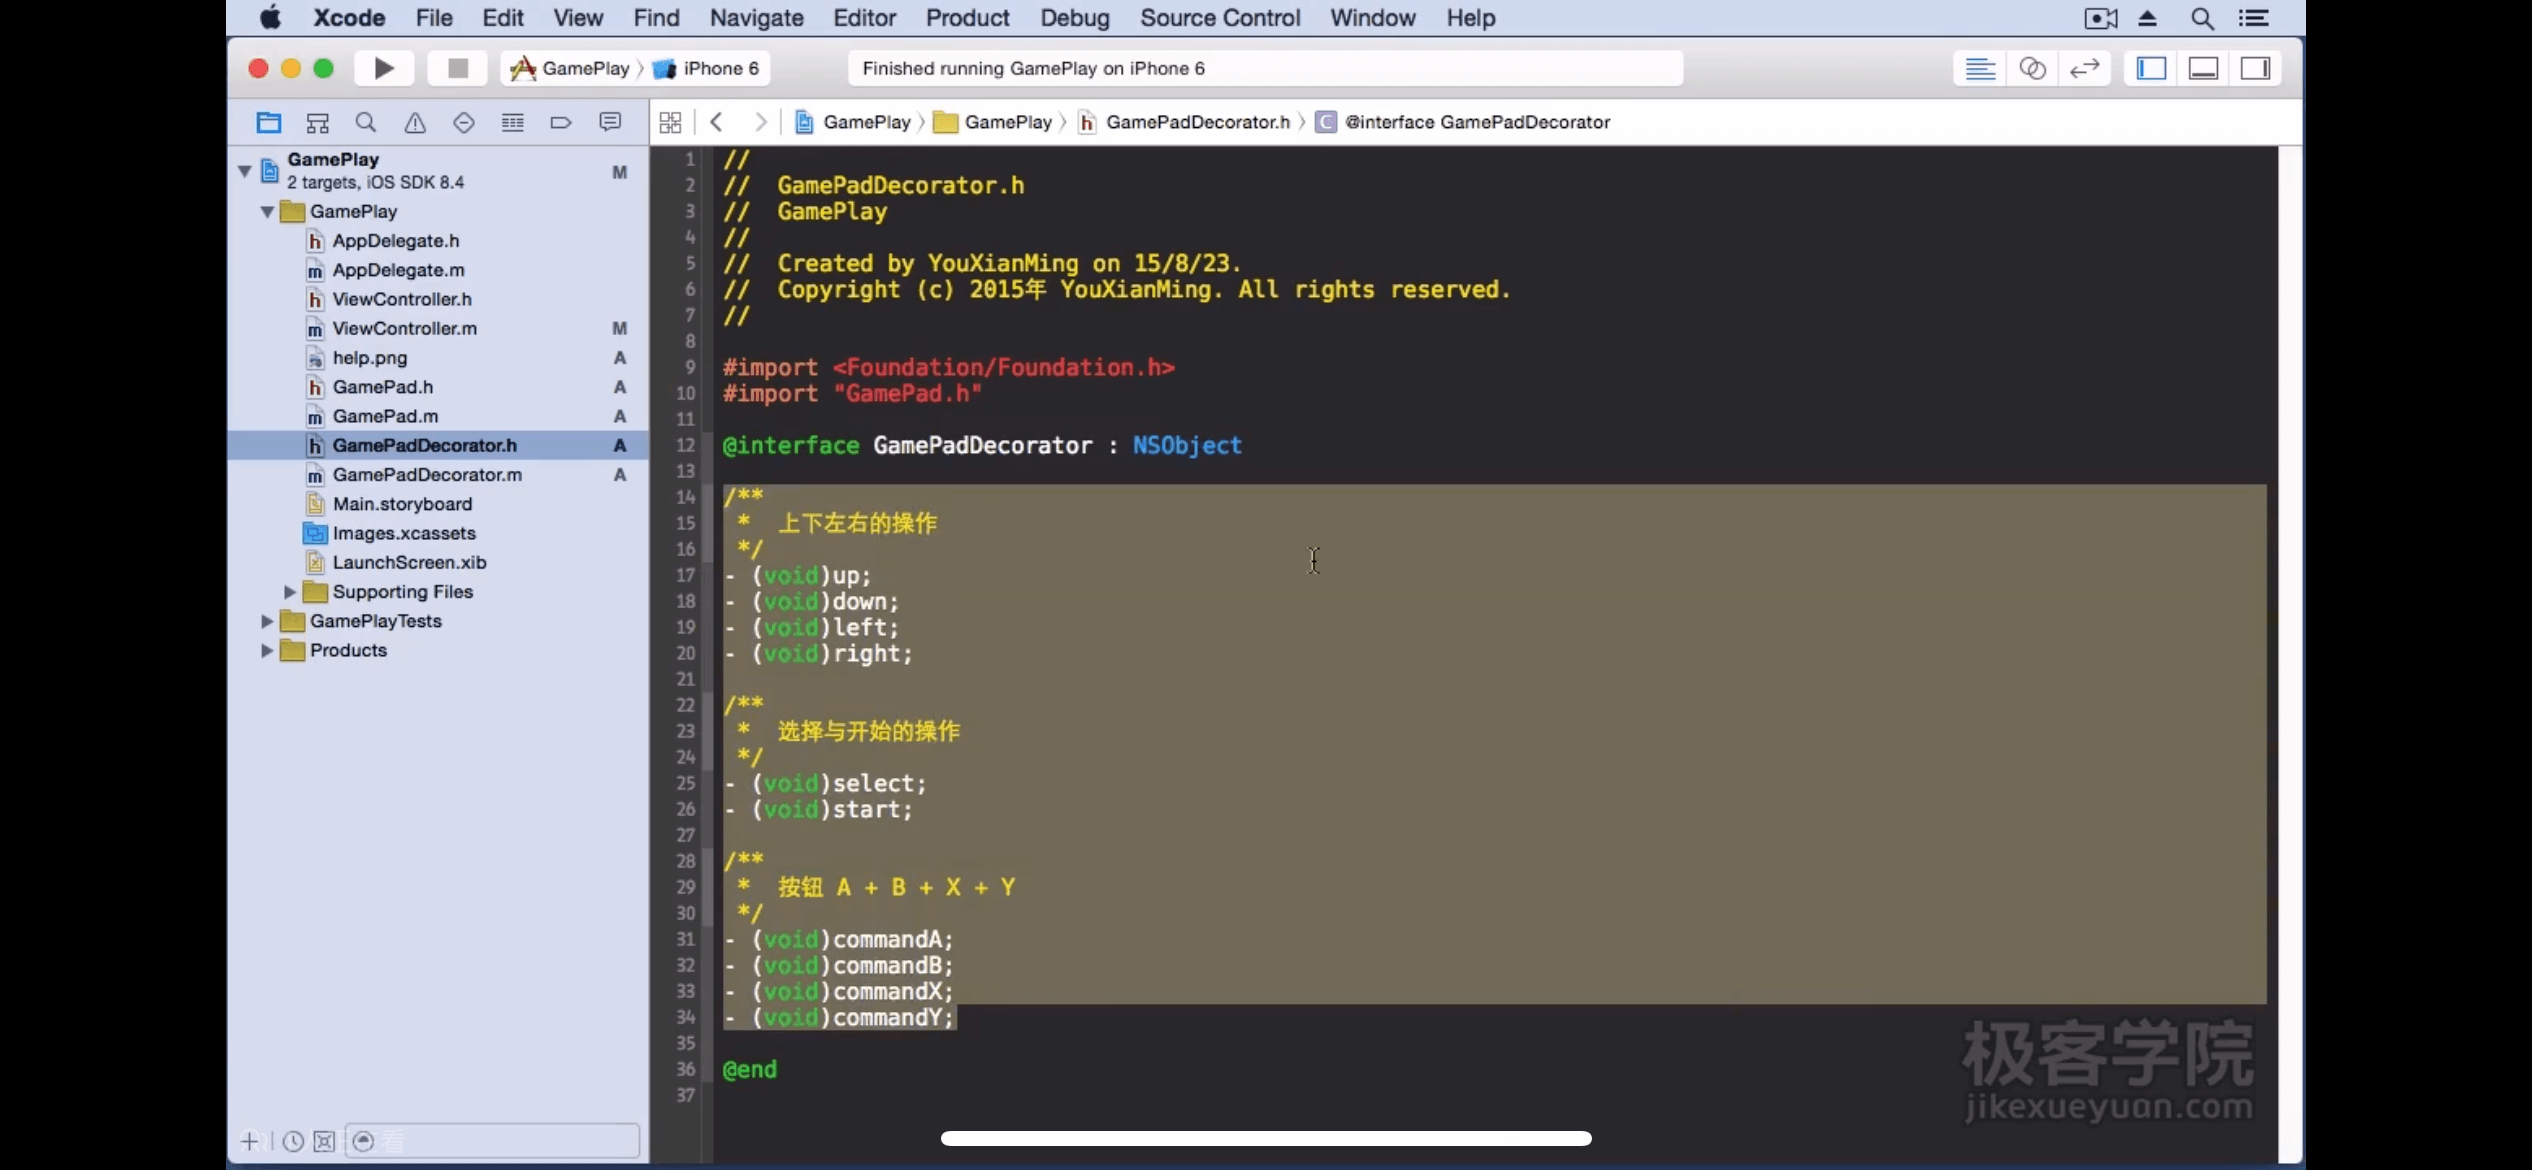 Xcode File Edit View Find Navigate Editor Product Debug Source Control Window Help
GamePlay iPhone 6
Finished running GamePlay on iPhone 6
GamePlay GamePlay h GamePadDecorator.h C @interface GamePadDecorator
GamePlay
2 targets, iOS SDK 8.4 M
GamePlay
h AppDelegate.h
m AppDelegate.m
h ViewController.h
m ViewController.m M
help.png A
h GamePad.h A
m GamePad.m A
h GamePadDecorator.h A
m GamePadDecorator.m A
Main.storyboard
Images.xcassets
LaunchScreen.xib
Supporting Files
GamePlayTests
Products
1 //
2 // GamePadDecorator.h
3 // GamePlay
4 //
5 // Created by YouXianMing on 15/8/23.
6 // Copyright (c) 2015年 YouXianMing. All rights reserved.
7 //
8
9 #import <Foundation/Foundation.h>
10 #import "GamePad.h"
11
12 @interface GamePadDecorator : NSObject
13
14 /**
15 * 上下左右的操作
16 */
17 - (void)up;
18 - (void)down;
19 - (void)left;
20 - (void)right;
21
22 /**
23 * 选择与开始的操作
24 */
25 - (void)select;
26 - (void)start;
27
28 /**
29 * 按钮 A + B + X + Y
30 */
31 - (void)commandA;
32 - (void)commandB;
33 - (void)commandX;
34 - (void)commandY;
35
36 @end
37
极客学院
jikexueyuan.com